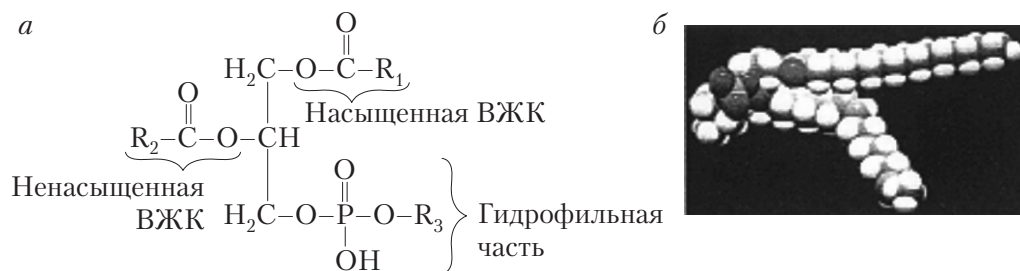 а
б
O
H₂C–O–C–R₁
Насыщенная ВЖК
O
R₂–C–O–CH
Ненасыщенная
ВЖК
O
H₂C–O–P–O–R₃
OH
Гидрофильная
часть